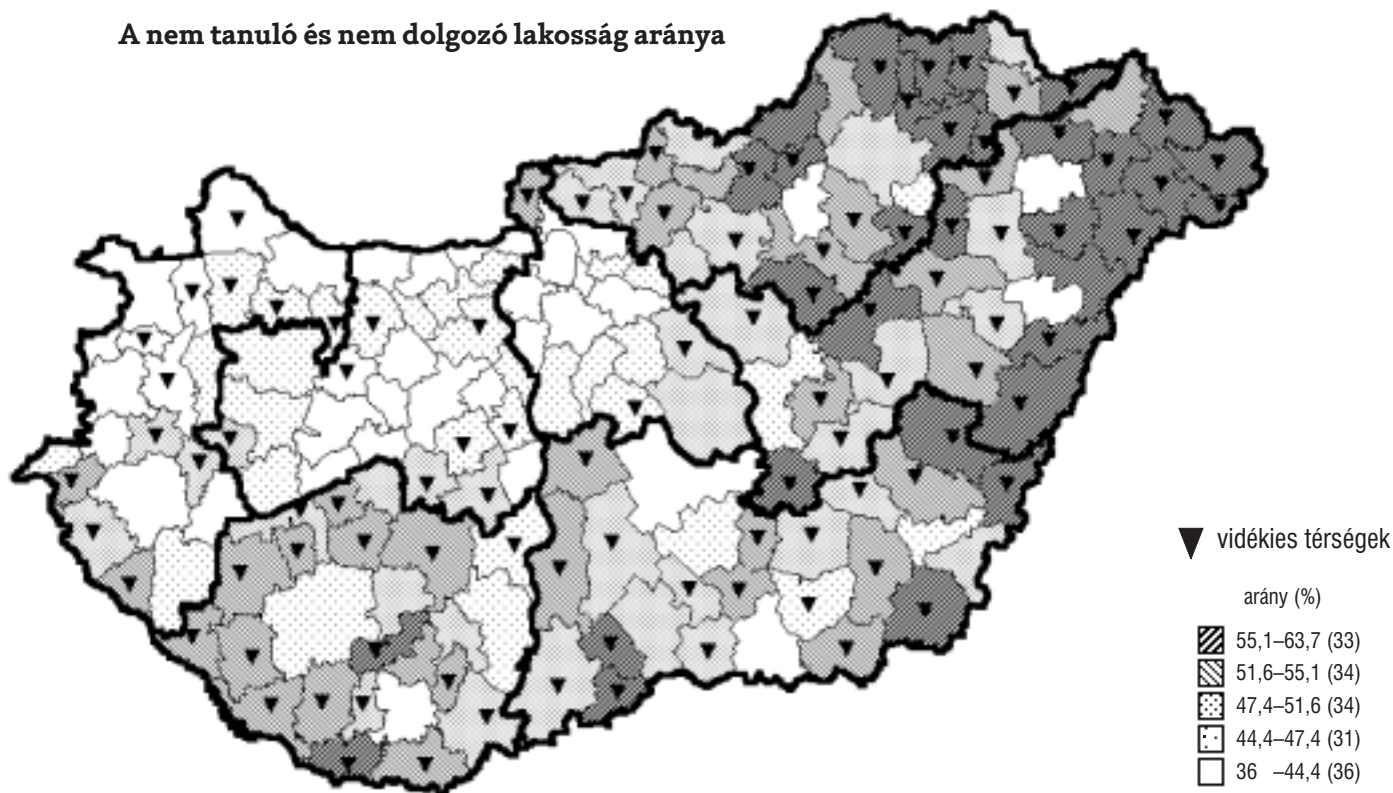 A nem tanuló és nem dolgozó lakosság aránya
vidékies térségek
arány (%)
55,1–63,7 (33)
51,6–55,1 (34)
47,4–51,6 (34)
44,4–47,4 (31)
36 –44,4 (36)